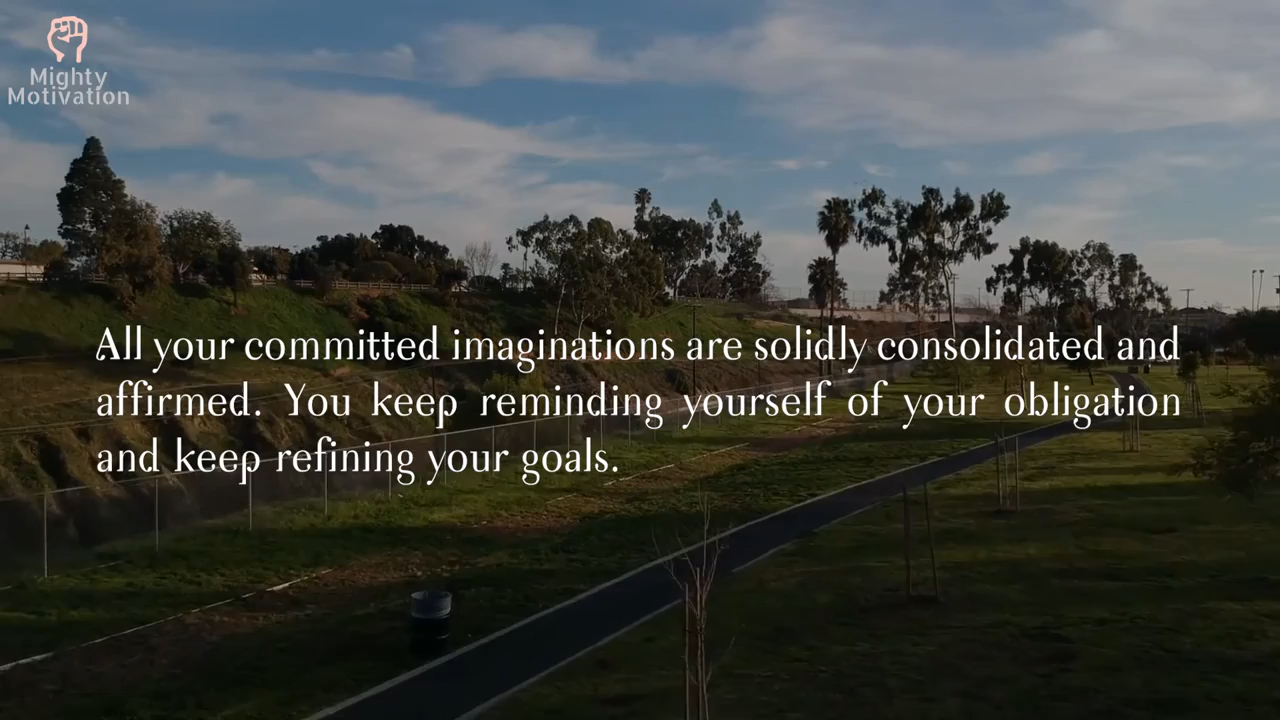 Mighty
Motivation
All your committed imaginations are solidly consolidated and
affirmed. You keep reminding yourself of your obligation
and keep refining your goals.